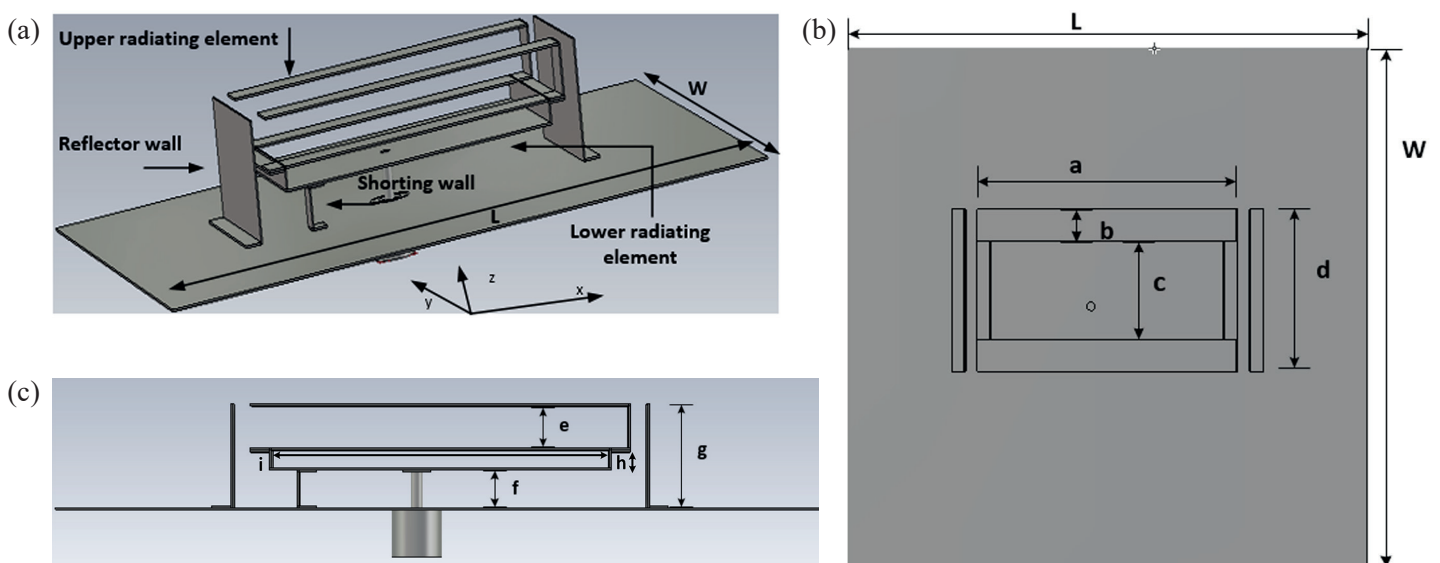 (a)
Upper radiating element
W
Reflector wall
Shorting wall
L
Lower radiating
element
z
y
x
(b)
L
W
a
b
c
d
(c)
e
g
i
h
f